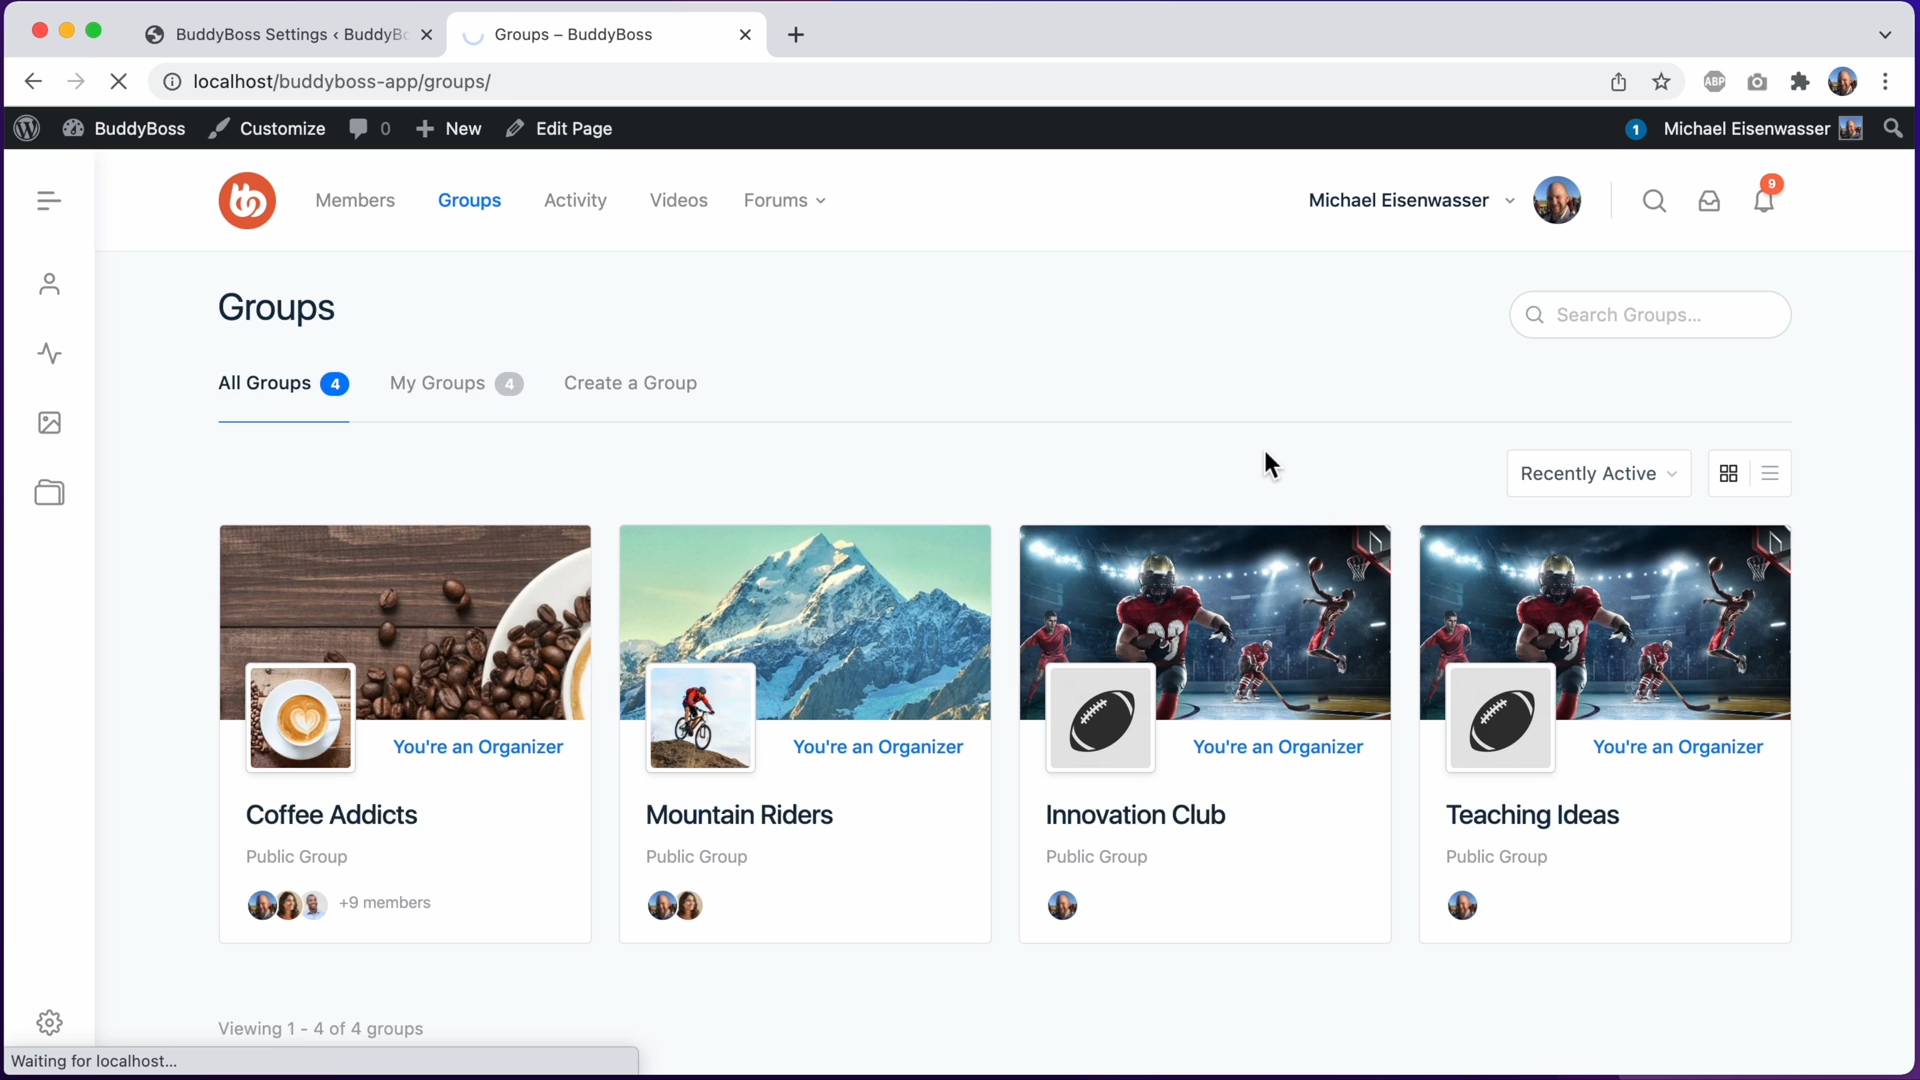 BuddyBoss Settings ‹ BuddyBo
Groups – BuddyBoss
localhost/buddyboss-app/groups/
ABP
BuddyBoss
Customize
0
New
Edit Page
1
Michael Eisenwasser
Members
Groups
Activity
Videos
Forums
Michael Eisenwasser
9
Groups
Search Groups...
All Groups 4
My Groups 4
Create a Group
Recently Active
You're an Organizer
You're an Organizer
You're an Organizer
You're an Organizer
Coffee Addicts
Mountain Riders
Innovation Club
Teaching Ideas
Public Group
Public Group
Public Group
Public Group
+9 members
Viewing 1 - 4 of 4 groups
Waiting for localhost...